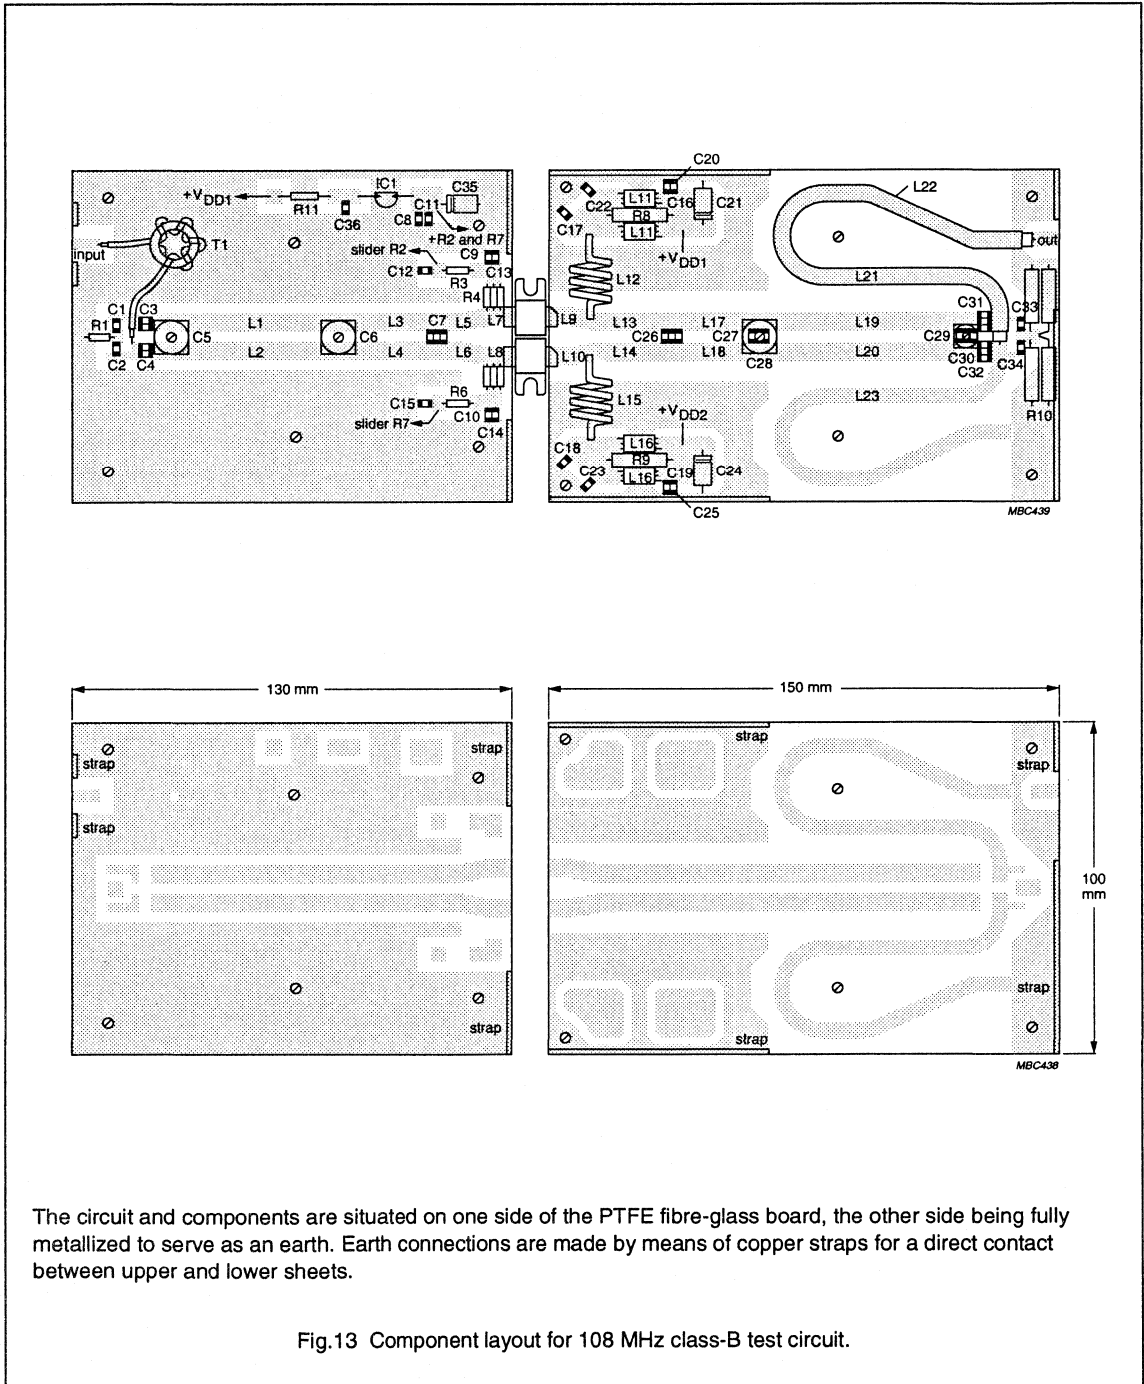 C20
+VDD1
IC1
C35
L11
C16
C21
L22
R11
C36
C8
C11
C22
R8
C17
L11
+R2 and R7
T1
input
slider R2
C9
+VDD1
out
C12
R3
C13
R4
L12
L21
C31
C33
C1
C3
R1
L1
L3
C7
L5
L7
L9
L13
L17
L19
C5
C6
C26
C27
C29
C2
C4
L2
L4
L6
L8
L10
L14
L18
C28
L20
C30
C32
C34
L15
L23
C15
R6
C10
+VDD2
R10
slider R7
C14
C18
L16
R9
C19
C23
L16
C24
C25
MBC439
130 mm
150 mm
strap
strap
strap
strap
strap
100
mm
strap
strap
strap
MBC438
The circuit and components are situated on one side of the PTFE fibre-glass board, the other side being fully
metallized to serve as an earth. Earth connections are made by means of copper straps for a direct contact
between upper and lower sheets.
Fig.13 Component layout for 108 MHz class-B test circuit.